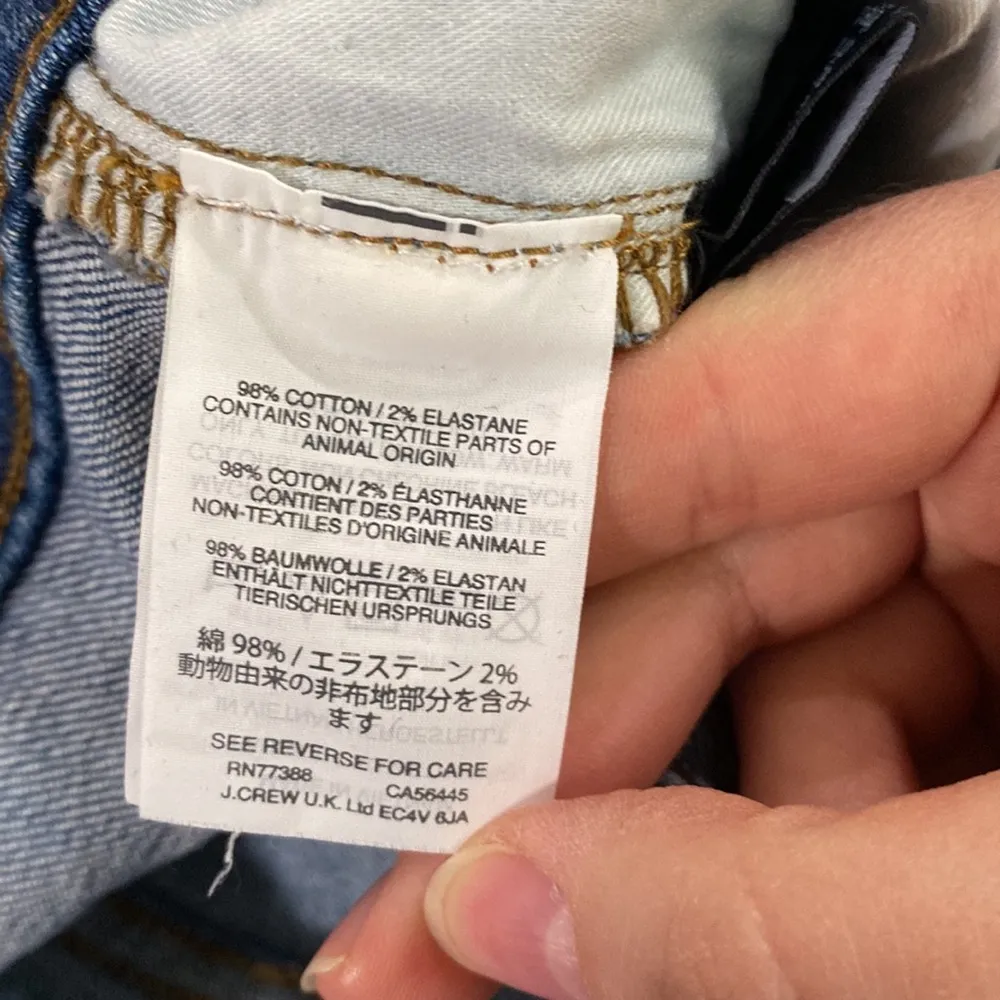 98% COTTON / 2% ELASTANE
CONTAINS NON-TEXTILE PARTS OF
ANIMAL ORIGIN
98% COTON / 2% ÉLASTHANNE
CONTIENT DES PARTIES
NON-TEXTILES D'ORIGINE ANIMALE
98% BAUMWOLLE / 2% ELASTAN
ENTHÄLT NICHTTEXTILE TEILE
TIERISCHEN URSPRUNGS
綿 98% / エラステーン 2%
動物由来の非布地部分を含み
ます
SEE REVERSE FOR CARE
RN77388 CA56445
J.CREW U.K. Ltd EC4V 6JA